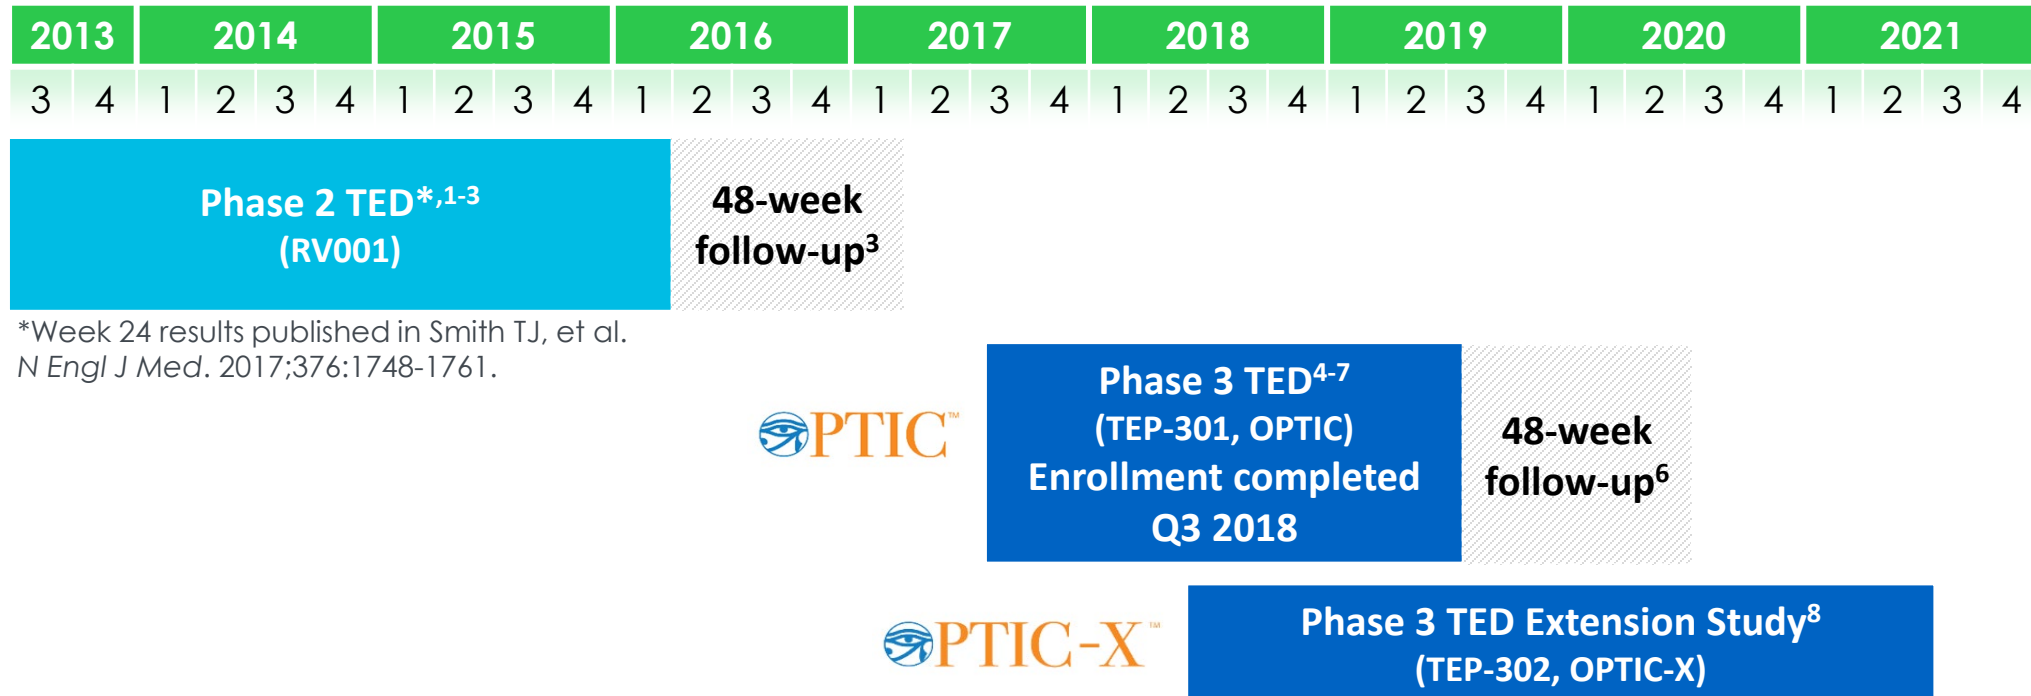 2013 2014 2015 2016 2017 2018 2019 2020 2021
3 4 1 2 3 4 1 2 3 4 1 2 3 4 1 2 3 4 1 2 3 4 1 2 3 4 1 2 3 4 1 2 3 4
Phase 2 TED*,1-3
(RV001)
48-week
follow-up3
*Week 24 results published in Smith TJ, et al.
N Engl J Med. 2017;376:1748-1761.
OPTIC™
Phase 3 TED4-7
(TEP-301, OPTIC)
Enrollment completed
Q3 2018
48-week
follow-up6
OPTIC-X™
Phase 3 TED Extension Study8
(TEP-302, OPTIC-X)